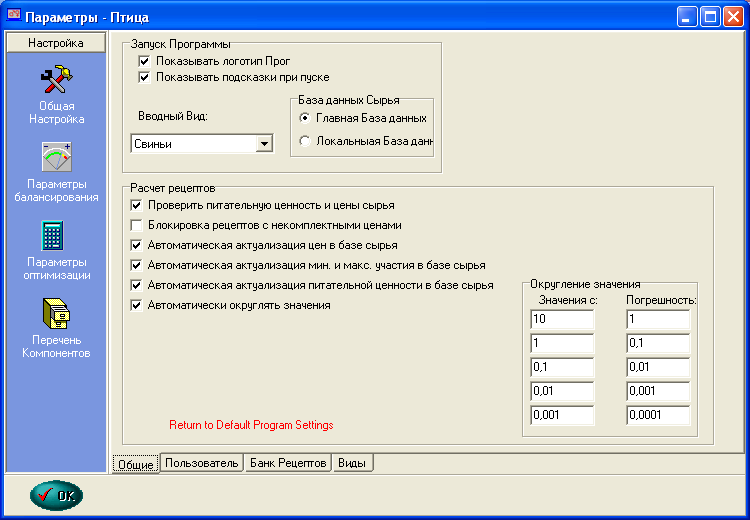 Параметры - Птица
Настройка
Общая
Настройка
Параметры
балансирования
Параметры
оптимизации
Перечень
Компонентов
Запуск Программы
Показывать логотип Прог
Показывать подсказки при пуске
Вводный Вид:
Свиньи
База данных Сырья
Главная База данных
Локальныая База данн
Расчет рецептов
Проверить питательную ценность и цены сырья
Блокировка рецептов с некомплектными ценами
Автоматическая актуализация цен в базе сырья
Автоматическая актуализация мин. и макс. участия в базе сырья
Автоматическая актуализация питательной ценности в базе сырья
Автоматически округлять значения
Округление значения
Значения с: Погрешность:
10 1
1 0,1
0,1 0,01
0,01 0,001
0,001 0,0001
Return to Default Program Settings
Общие Пользователь Банк Рецептов Виды
OK